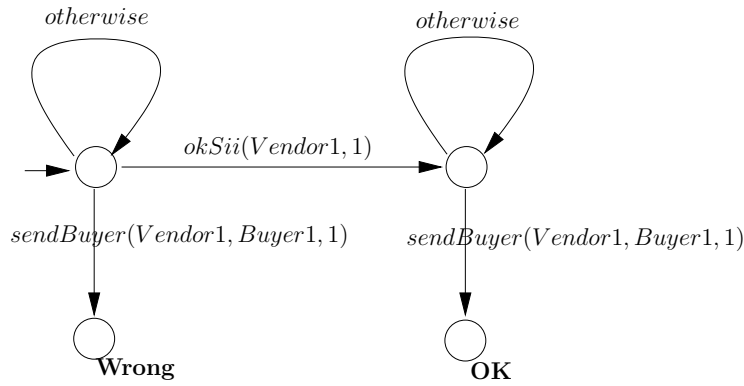 otherwise
otherwise
okSii(Vendor1, 1)
sendBuyer(Vendor1, Buyer1, 1)
sendBuyer(Vendor1, Buyer1, 1)
Wrong
OK